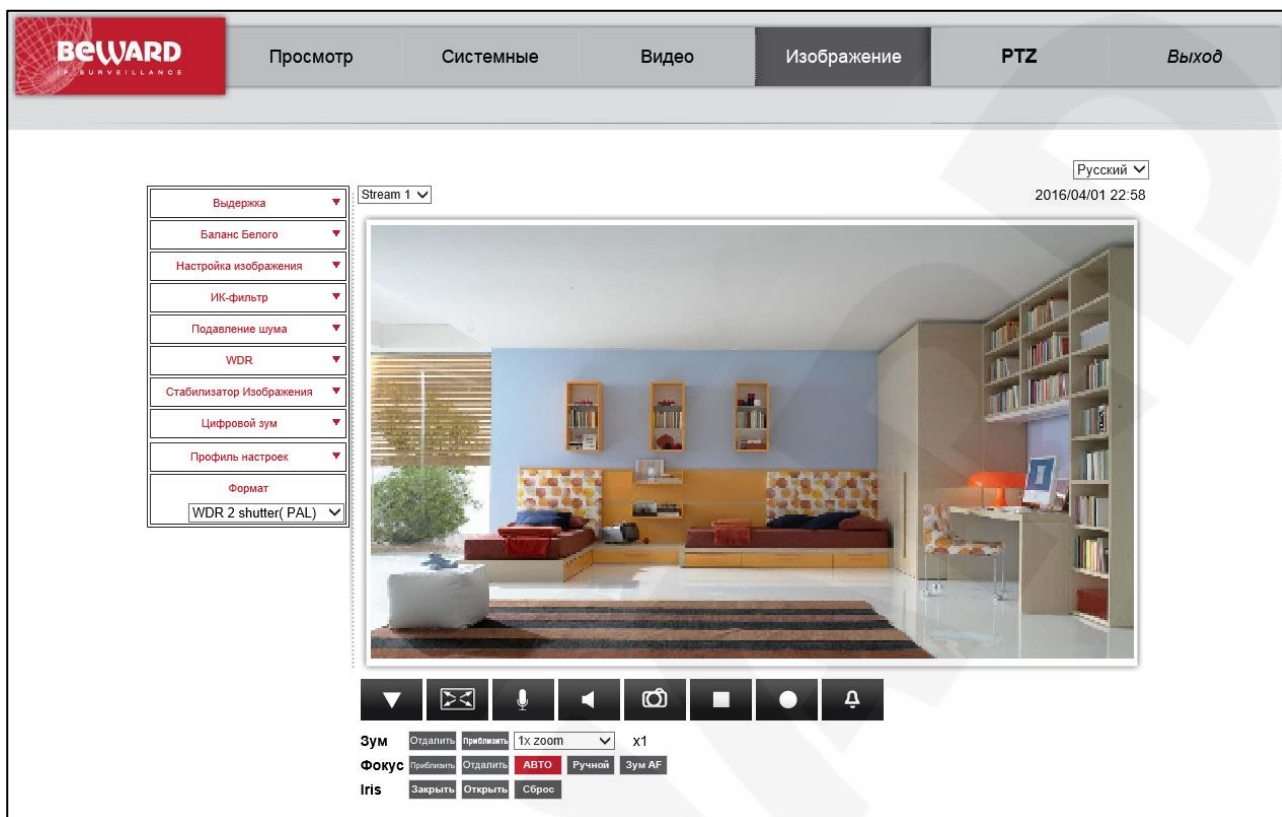 BEWARD
IP SURVEILLANCE
Просмотр
Системные
Видео
Изображение
PTZ
Выход
Русский
Stream 1
2016/04/01 22:58
Выдержка
Баланс Белого
Настройка изображения
ИК-фильтр
Подавление шума
WDR
Стабилизатор Изображения
Цифровой зум
Профиль настроек
Формат
WDR 2 shutter( PAL)
Зум Отдалить Приблизить 1x zoom x1
Фокус Приблизить Отдалить АВТО Ручной Зум AF
Iris Закрыть Открыть Сброс